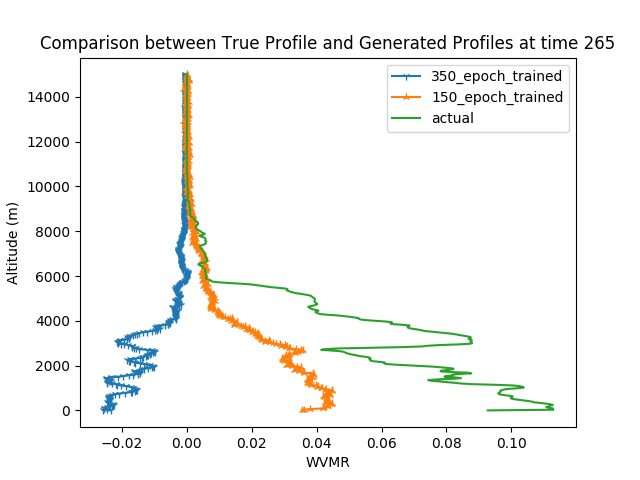 Comparison between True Profile and Generated Profiles at time 265
350_epoch_trained
150_epoch_trained
actual
14000
12000
10000
8000
6000
4000
2000
0
Altitude (m)
−0.02
0.00
0.02
0.04
0.06
0.08
0.10
WVMR